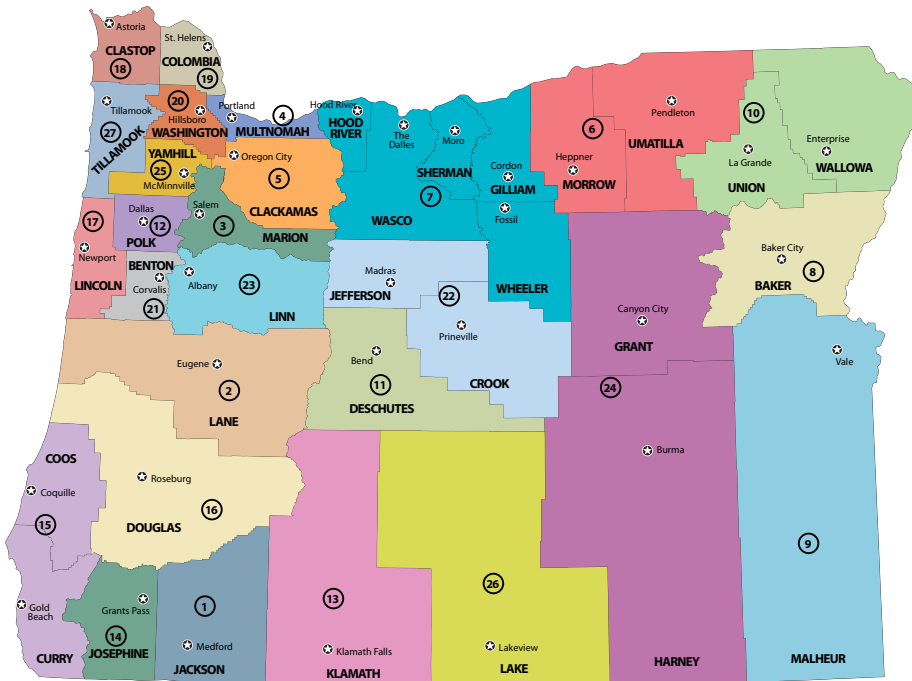 Astoria
CLASTOP
18
St. Helens
COLOMBIA
19
Tillamook
27
TILLAMOOK
20
Hillsboro
WASHINGTON
Portland
4
MULTNOMAH
Hood River
HOOD
RIVER
The
Dalles
Moro
SHERMAN
7
WASCO
Cordon
GILLIAM
Fossil
WHEELER
6
Heppner
MORROW
Pendleton
UMATILLA
10
La Grande
UNION
Enterprise
WALLOWA
YAMHILL
25
McMinnville
Oregon City
5
CLACKAMAS
17
Newport
LINCOLN
Dallas
12
POLK
Salem
3
MARION
BENTON
Corvalis
21
Albany
23
LINN
Madras
JEFFERSON
22
Prineville
CROOK
Canyon City
GRANT
Baker City
8
BAKER
Eugene
2
LANE
Bend
11
DESCHUTES
24
Burma
HARNEY
Vale
9
MALHEUR
COOS
Coquille
15
Roseburg
16
DOUGLAS
Gold
Beach
CURRY
Grants Pass
14
JOSEPHINE
1
Medford
JACKSON
13
Klamath Falls
KLAMATH
26
Lakeview
LAKE